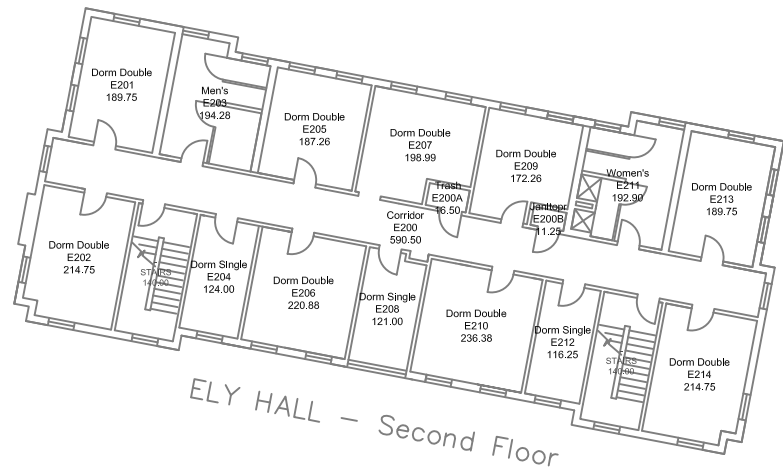 Dorm Double
E201
189.75
Men's
E203
194.28
Dorm Double
E205
187.26
Dorm Double
E207
198.99
Dorm Double
E209
172.26
Women's
E211
192.90
Dorm Double
E213
189.75
Trash
E200A
16.50
E200B
11.25
Corridor
E200
590.50
Dorm Double
E202
214.75
STAIRS
140.00
Dorm SIngle
E204
124.00
Dorm Double
E206
220.88
Dorm Single
E208
121.00
Dorm Double
E210
236.38
Dorm Single
E212
116.25
STAIRS
140.00
Dorm Double
E214
214.75
ELY HALL – Second Floor